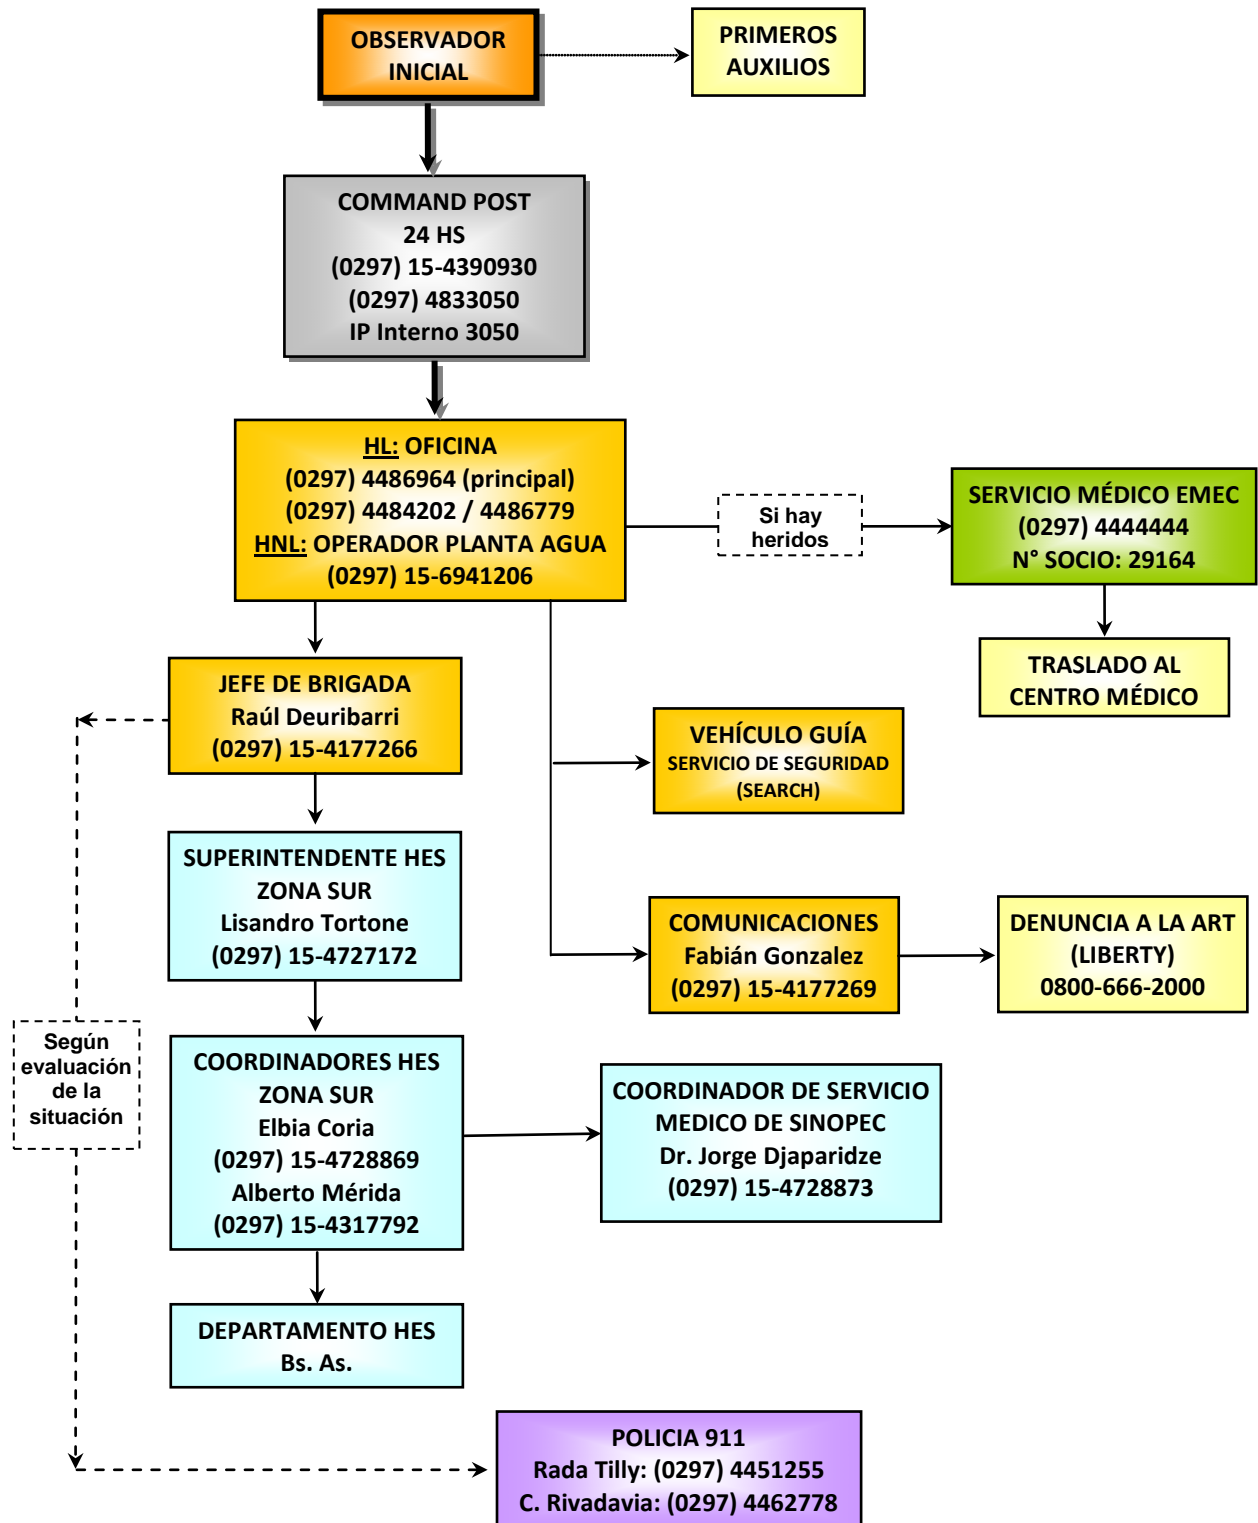 OBSERVADOR
INICIAL
PRIMEROS
AUXILIOS
COMMAND POST
24 HS
(0297) 15-4390930
(0297) 4833050
IP Interno 3050
HL: OFICINA
(0297) 4486964 (principal)
(0297) 4484202 / 4486779
HNL: OPERADOR PLANTA AGUA
(0297) 15-6941206
Si hay
heridos
SERVICIO MÉDICO EMEC
(0297) 4444444
N° SOCIO: 29164
TRASLADO AL
CENTRO MÉDICO
JEFE DE BRIGADA
Raúl Deuribarri
(0297) 15-4177266
VEHÍCULO GUÍA
SERVICIO DE SEGURIDAD
(SEARCH)
SUPERINTENDENTE HES
ZONA SUR
Lisandro Tortone
(0297) 15-4727172
COMUNICACIONES
Fabián Gonzalez
(0297) 15-4177269
DENUNCIA A LA ART
(LIBERTY)
0800-666-2000
Según
evaluación
de la
situación
COORDINADORES HES
ZONA SUR
Elbia Coria
(0297) 15-4728869
Alberto Mérida
(0297) 15-4317792
COORDINADOR DE SERVICIO
MEDICO DE SINOPEC
Dr. Jorge Djaparidze
(0297) 15-4728873
DEPARTAMENTO HES
Bs. As.
POLICIA 911
Rada Tilly: (0297) 4451255
C. Rivadavia: (0297) 4462778